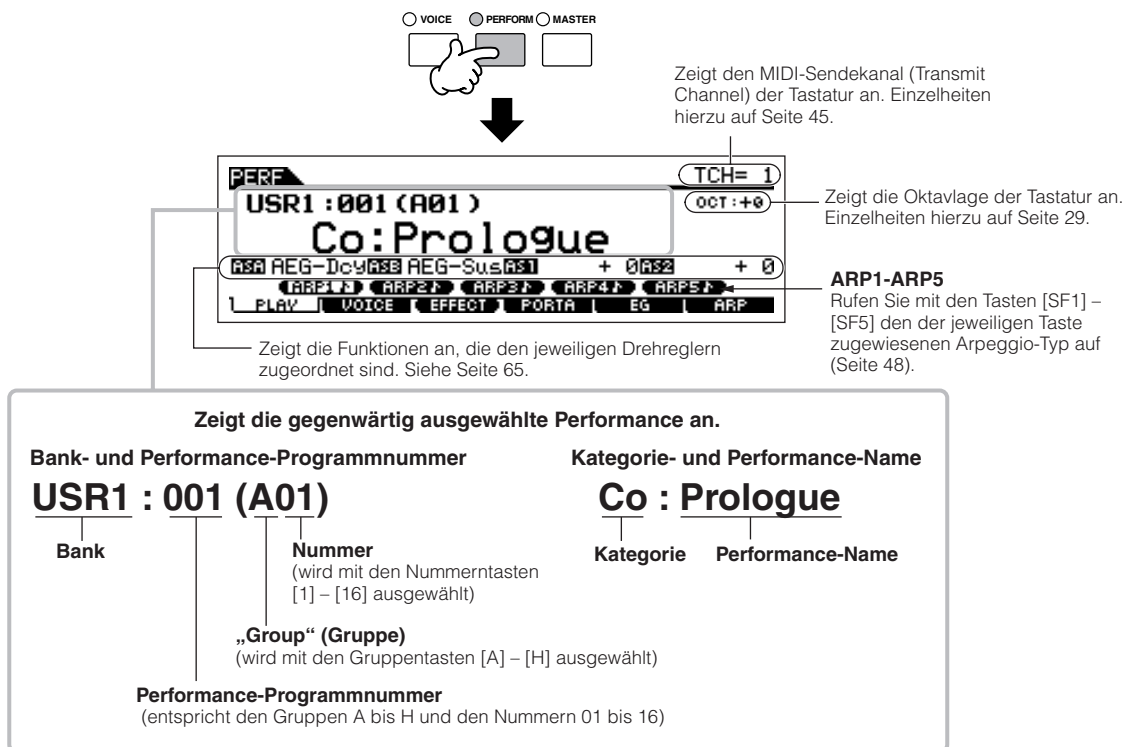 VOICE PERFORM MASTER
Zeigt den MIDI-Sendekanal (Transmit
Channel) der Tastatur an. Einzelheiten
hierzu auf Seite 45.
PERF
TCH= 1
USR1:001(A01)
OCT:+0
Co:Prologue
ASA AEG-Dcy ASB AEG-Sus AS1 + 0 AS2 + 0
ARP1♪ ARP2♪ ARP3♪ ARP4♪ ARP5♪
PLAY VOICE EFFECT PORTA EG ARP
Zeigt die Oktavlage der Tastatur an.
Einzelheiten hierzu auf Seite 29.
ARP1-ARP5
Rufen Sie mit den Tasten [SF1] –
[SF5] den der jeweiligen Taste
zugewiesenen Arpeggio-Typ auf
(Seite 48).
Zeigt die Funktionen an, die den jeweiligen Drehreglern
zugeordnet sind. Siehe Seite 65.
Zeigt die gegenwärtig ausgewählte Performance an.
Bank- und Performance-Programmnummer
USR1 : 001 (A01)
Bank
Nummer
(wird mit den Nummerntasten
[1] – [16] ausgewählt)
„Group“ (Gruppe)
(wird mit den Gruppentasten [A] – [H] ausgewählt)
Performance-Programmnummer
(entspricht den Gruppen A bis H und den Nummern 01 bis 16)
Kategorie- und Performance-Name
Co : Prologue
Kategorie Performance-Name